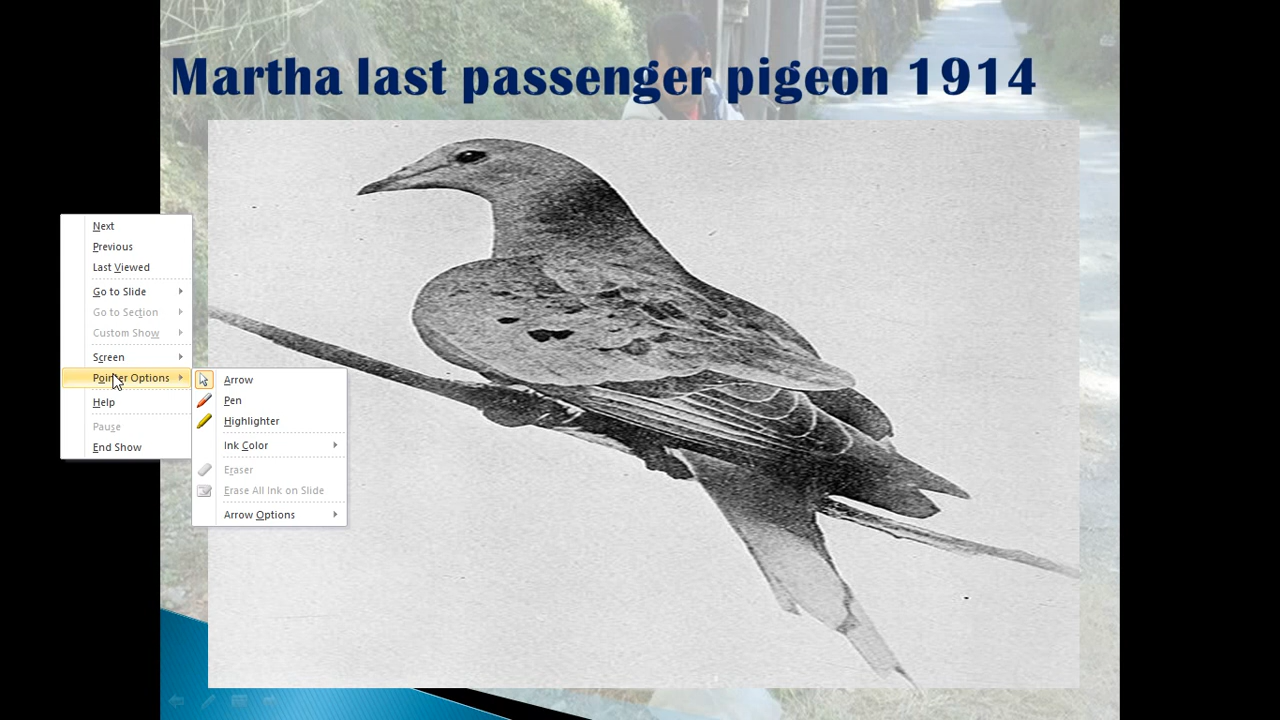 Martha last passenger pigeon 1914
Next
Previous
Last Viewed
Go to Slide
Go to Section
Custom Show
Screen
Pointer Options
Help
Pause
End Show
Arrow
Pen
Highlighter
Ink Color
Eraser
Erase All Ink on Slide
Arrow Options